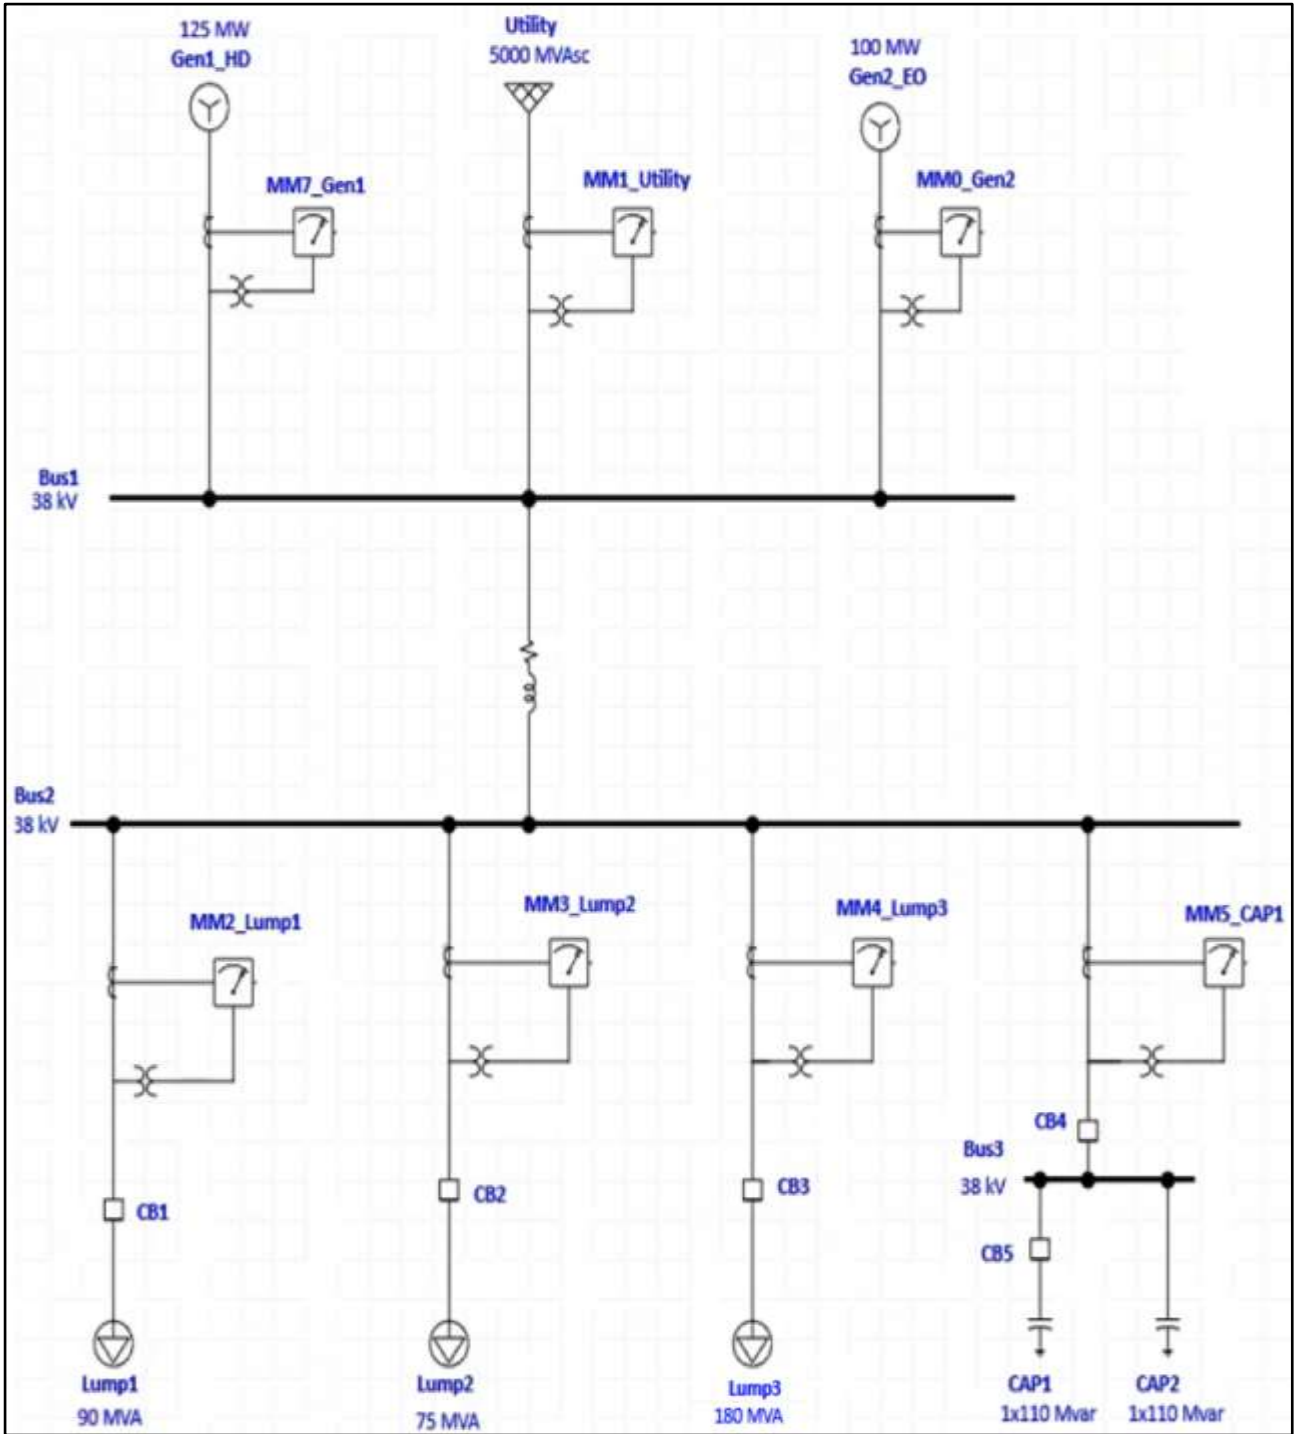 125 MW
Gen1_HD
Utility
5000 MVAsc
100 MW
Gen2_EO
MM7_Gen1
MM1_Utility
MM0_Gen2
Bus1
38 kV
Bus2
38 kV
MM2_Lump1
MM3_Lump2
MM4_Lump3
MM5_CAP1
CB1
CB2
CB3
CB4
Bus3
38 kV
CB5
Lump1
90 MVA
Lump2
75 MVA
Lump3
180 MVA
CAP1
1x110 Mvar
CAP2
1x110 Mvar